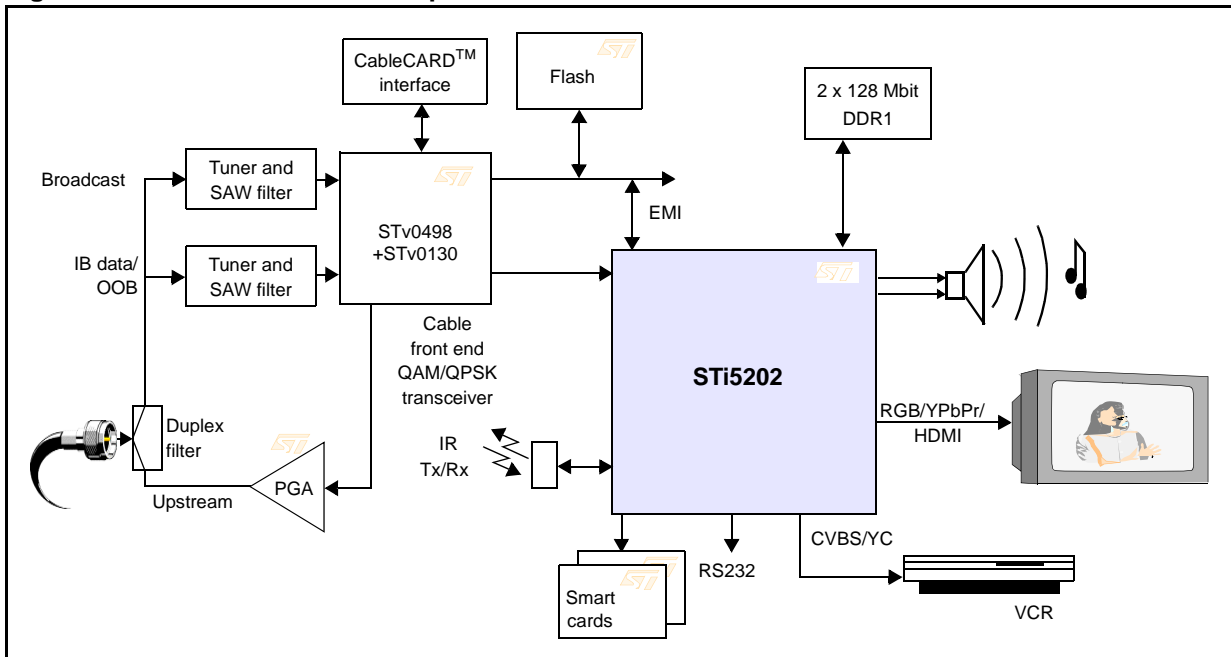 CableCARD™
interface
Flash
2 x 128 Mbit
DDR1
Broadcast
Tuner and
SAW filter
STv0498
+STv0130
EMI
IB data/
OOB
Tuner and
SAW filter
Cable
front end
QAM/QPSK
transceiver
STi5202
RGB/YPbPr/
HDMI
Duplex
filter
IR
Tx/Rx
PGA
Upstream
CVBS/YC
RS232
Smart
cards
VCR